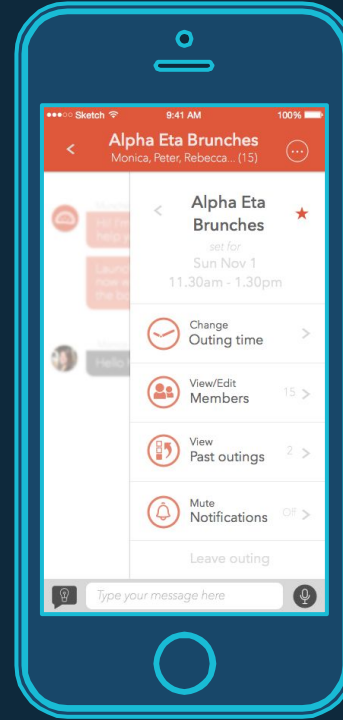 Sketch 9:41 AM 100%
Alpha Eta Brunches
Monica, Peter, Rebecca... (15)
Alpha Eta
Brunches
set for
Sun Nov 1
11.30am - 1.30pm
Change
Outing time
View/Edit
Members 15
View
Past outings 2
Mute
Notifications Off
Leave outing
Hello
Type your message here